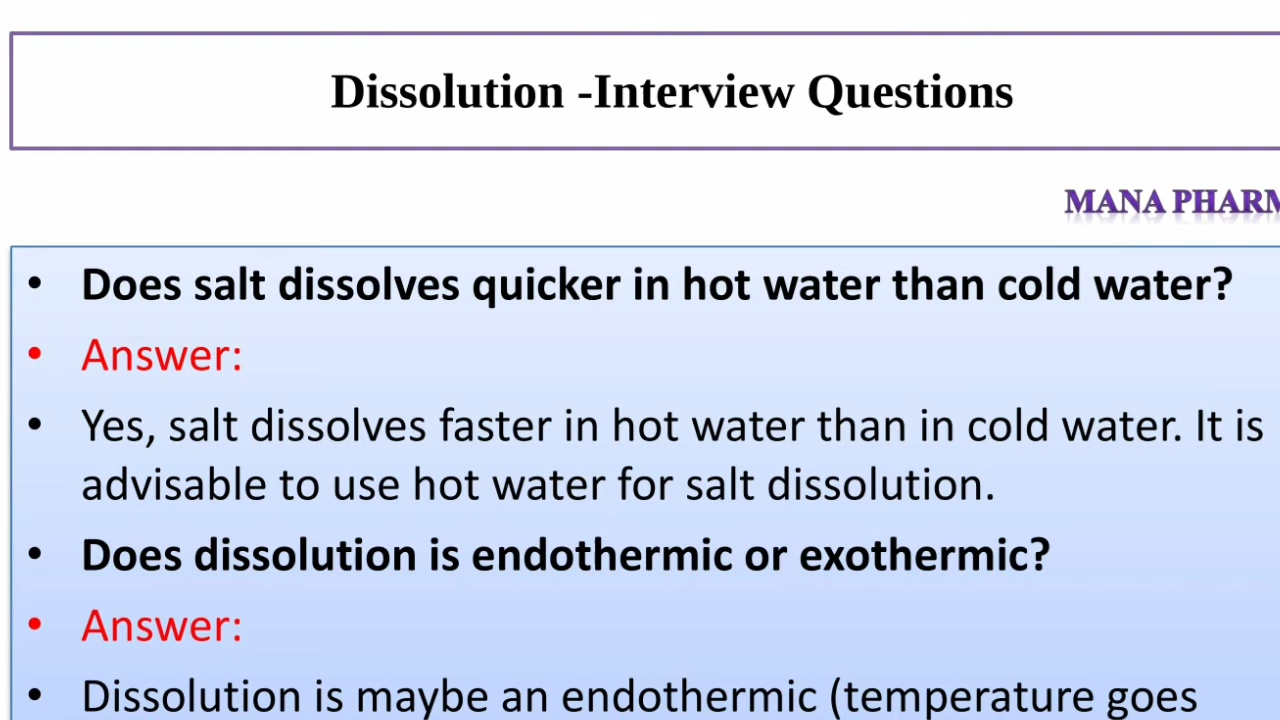 Dissolution -Interview Questions
MANA PHARM
• Does salt dissolves quicker in hot water than cold water?
• Answer:
• Yes, salt dissolves faster in hot water than in cold water. It is
advisable to use hot water for salt dissolution.
• Does dissolution is endothermic or exothermic?
• Answer:
• Dissolution is maybe an endothermic (temperature goes